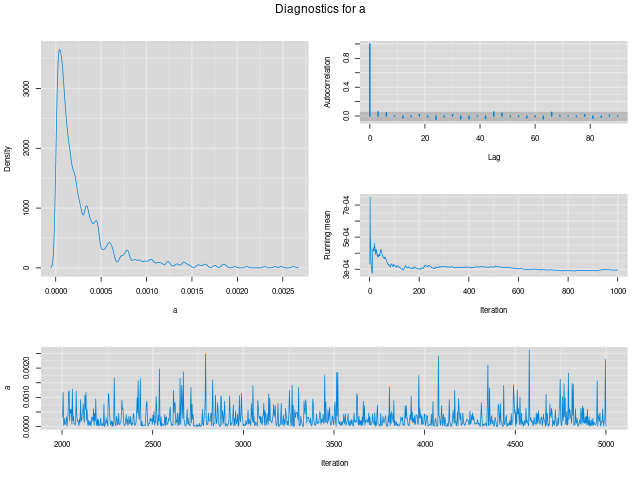 Diagnostics for a
Density
0 1000 2000 3000
0.0000 0.0005 0.0010 0.0015 0.0020 0.0025
a
Autocorrelation
0.0 0.4 0.8
0 20 40 60 80
Lag
Running mean
3e-04 5e-04 7e-04
0 200 400 600 800 1000
Iteration
a
0.0000 0.0010 0.0020
2000 2500 3000 3500 4000 4500 5000
Iteration